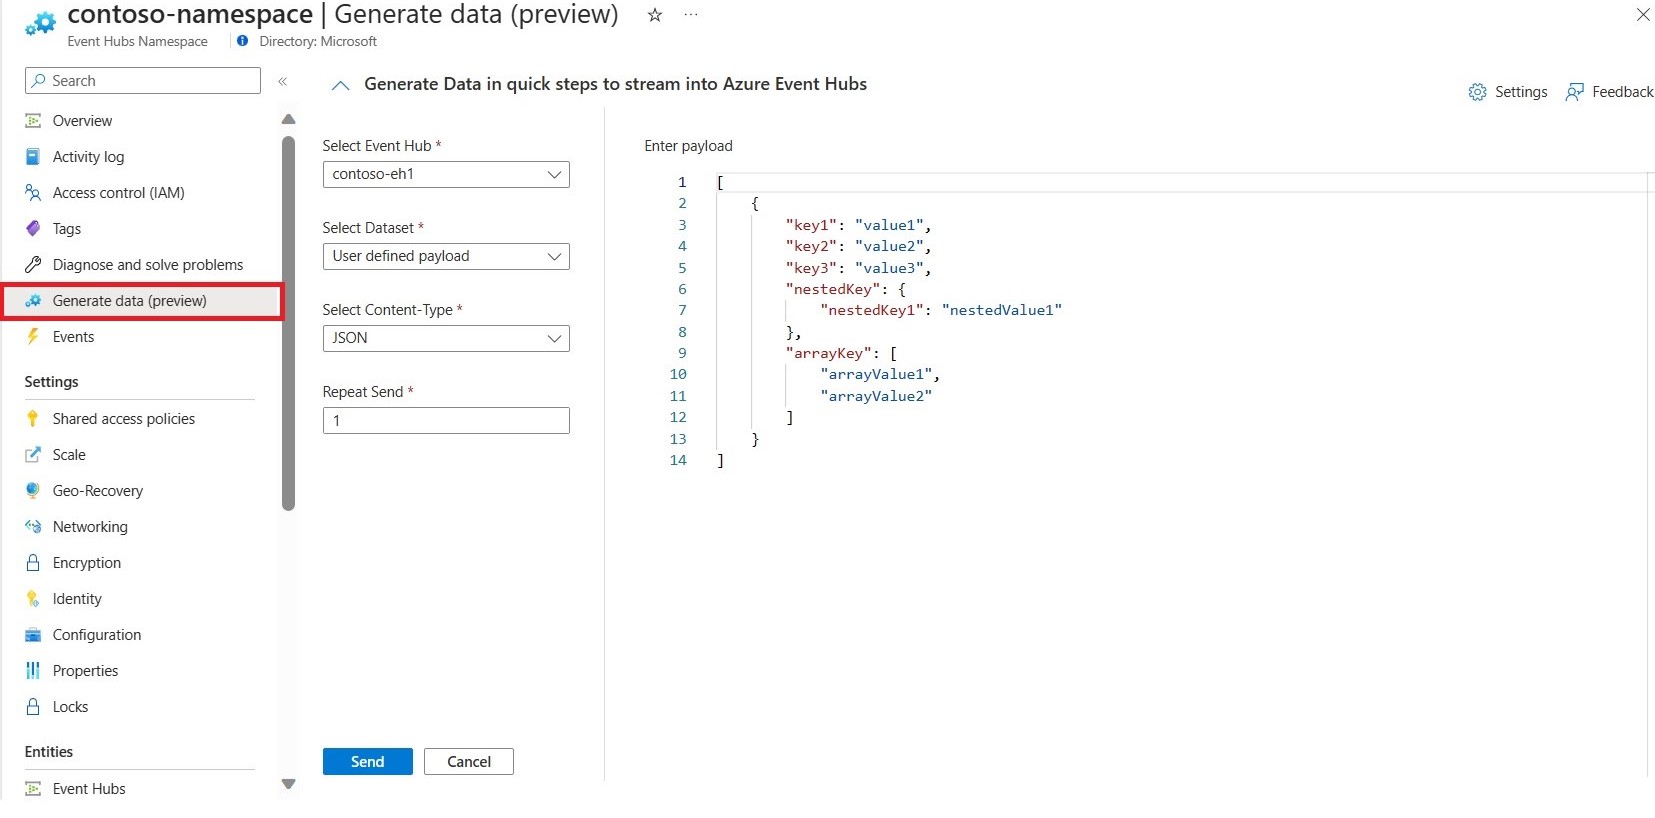 contoso-namespace | Generate data (preview) ☆ ···
Event Hubs Namespace
Directory: Microsoft
Search
«
Overview
Activity log
Access control (IAM)
Tags
Diagnose and solve problems
Generate data (preview)
Events
Settings
Shared access policies
Scale
Geo-Recovery
Networking
Encryption
Identity
Configuration
Properties
Locks
Entities
Event Hubs
Generate Data in quick steps to stream into Azure Event Hubs
Settings
Feedback
Select Event Hub *
contoso-eh1
Select Dataset *
User defined payload
Select Content-Type *
JSON
Repeat Send *
1
Send
Cancel
Enter payload
1 [
2 {
3 "key1": "value1",
4 "key2": "value2",
5 "key3": "value3",
6 "nestedKey": {
7 "nestedKey1": "nestedValue1"
8 },
9 "arrayKey": [
10 "arrayValue1",
11 "arrayValue2"
12 ]
13 }
14 ]